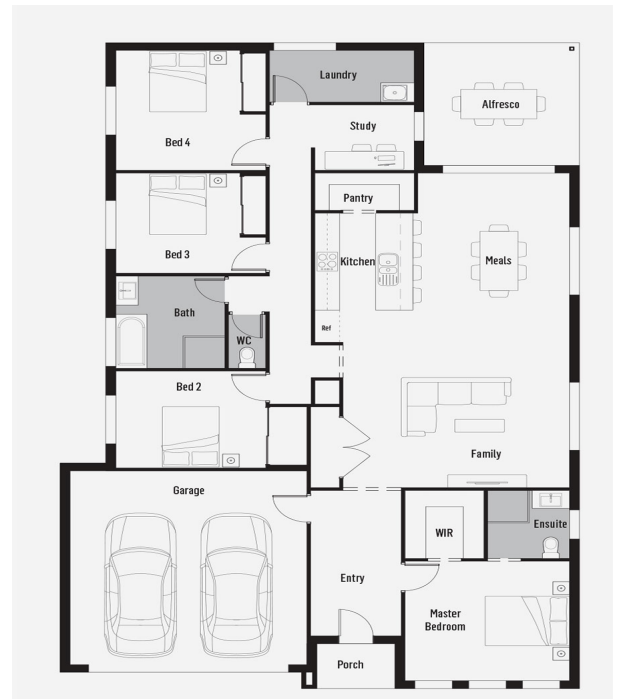 Laundry
Alfresco
Study
Bed 4
Pantry
Bed 3
Kitchen
Meals
Bath
Ref
WC
Bed 2
Family
Garage
WIR
Ensuite
Entry
Master
Bedroom
Porch